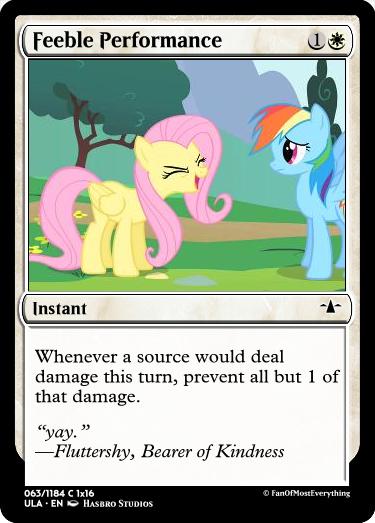 Feeble Performance 1
Instant
Whenever a source would deal
damage this turn, prevent all but 1 of
that damage.
“yay.”
—Fluttershy, Bearer of Kindness
063/1184 C 1x16
ULA • EN Hasbro Studios
© FanOfMostEverything